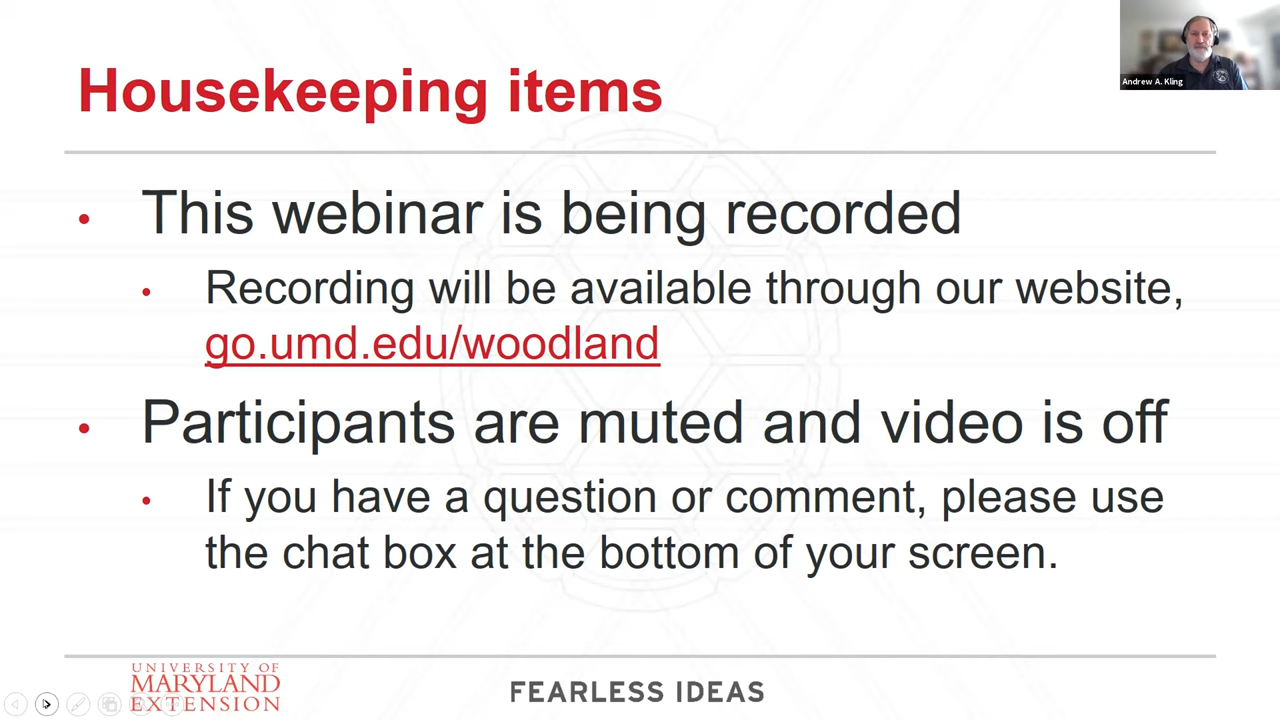 Andrew A. Kling
Housekeeping items
• This webinar is being recorded
• Recording will be available through our website,
go.umd.edu/woodland
• Participants are muted and video is off
• If you have a question or comment, please use
the chat box at the bottom of your screen.
UNIVERSITY OF
MARYLAND
EXTENSION
FEARLESS IDEAS